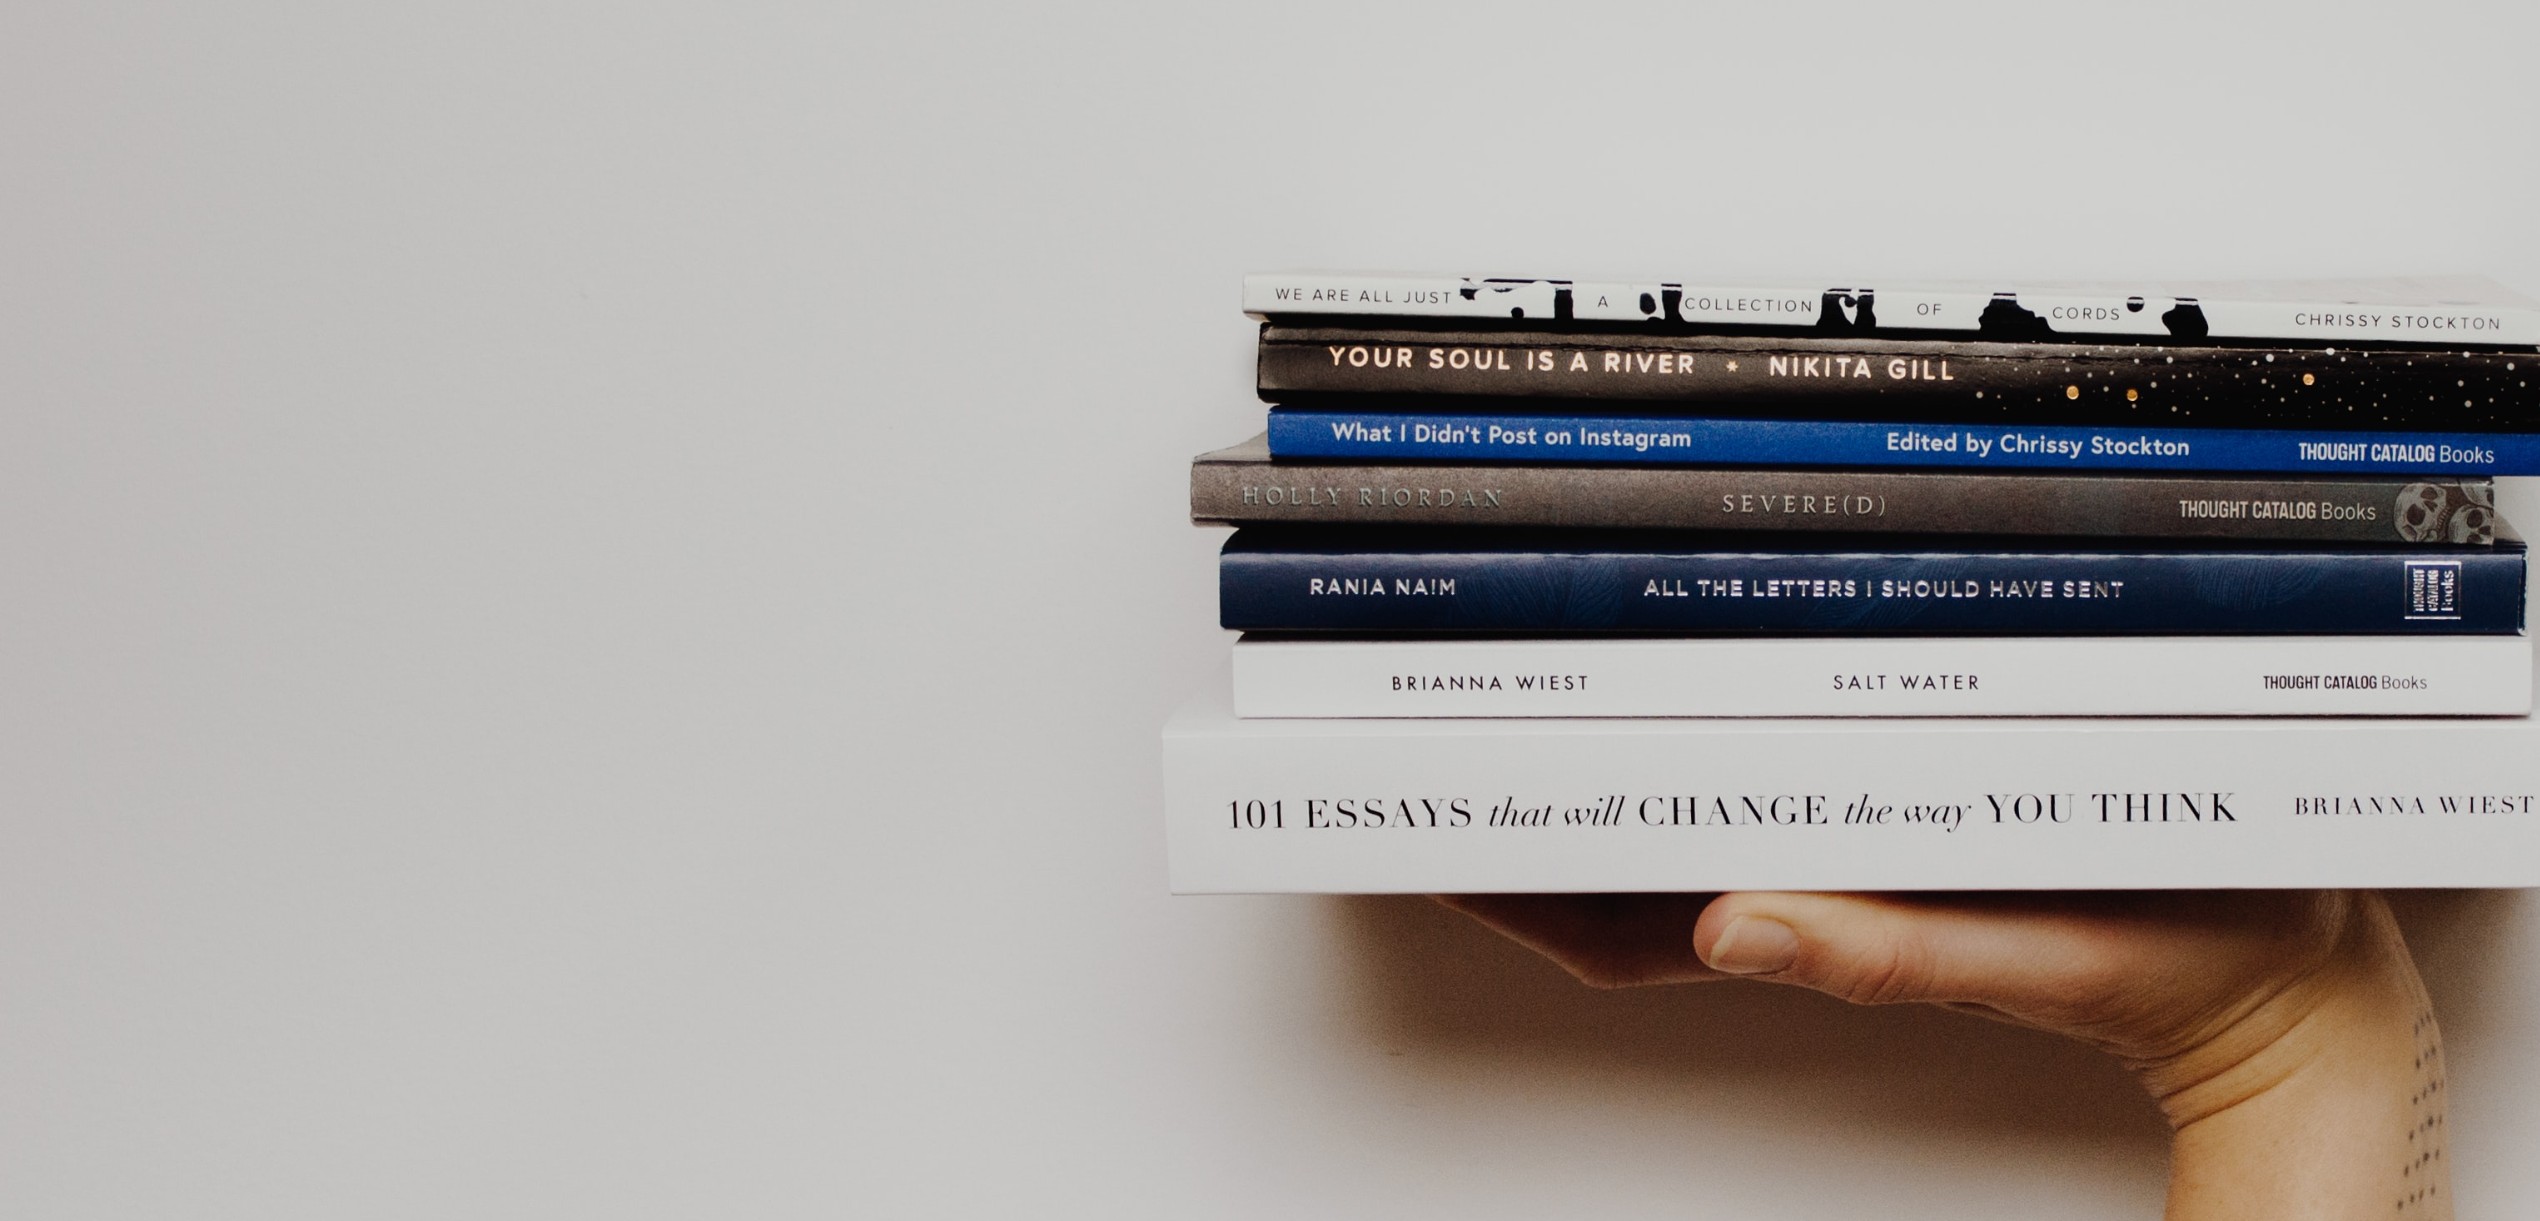 WE ARE ALL JUST A COLLECTION OF CORDS CHRISSY STOCKTON
YOUR SOUL IS A RIVER * NIKITA GILL
What I Didn't Post on Instagram Edited by Chrissy Stockton THOUGHT CATALOG Books
HOLLY RIORDAN SEVERE(D) THOUGHT CATALOG Books
RANIA NAIM ALL THE LETTERS I SHOULD HAVE SENT THOUGHT CATALOG Books
BRIANNA WIEST SALT WATER THOUGHT CATALOG Books
101 ESSAYS that will CHANGE the way YOU THINK BRIANNA WIEST